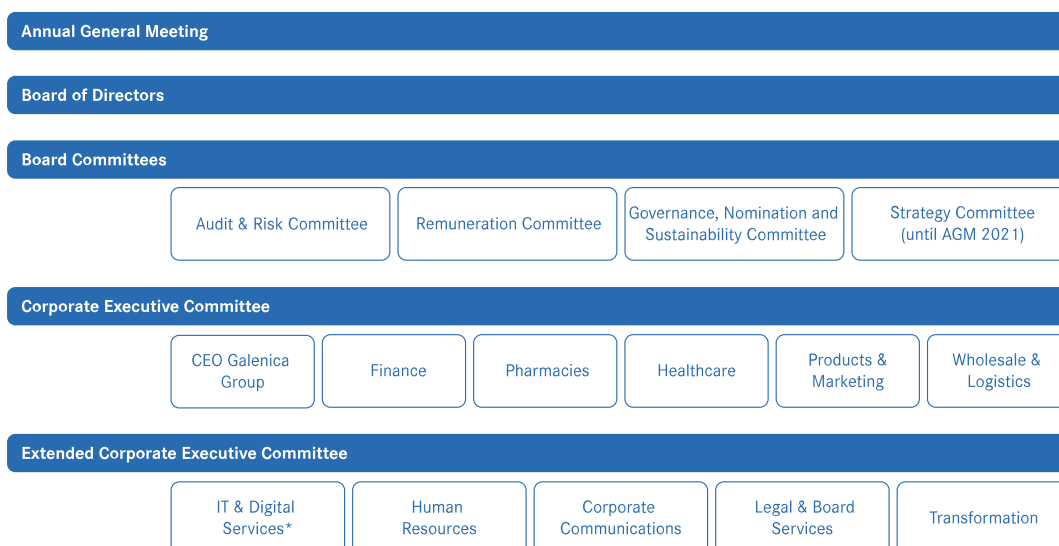 Annual General Meeting
Board of Directors
Board Committees
Audit & Risk Committee
Remuneration Committee
Governance, Nomination and
Sustainability Committee
Strategy Committee
(until AGM 2021)
Corporate Executive Committee
CEO Galenica
Group
Finance
Pharmacies
Healthcare
Products &
Marketing
Wholesale &
Logistics
Extended Corporate Executive Committee
IT & Digital
Services*
Human
Resources
Corporate
Communications
Legal & Board
Services
Transformation